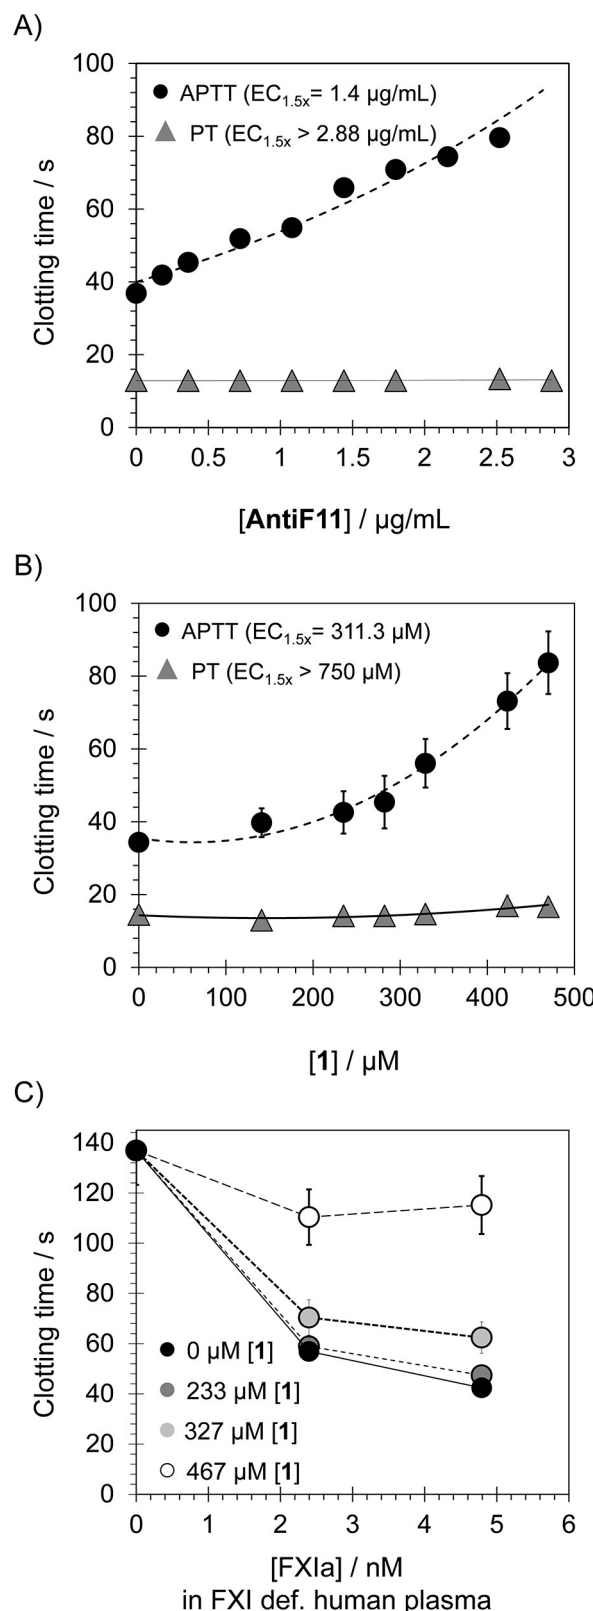 A)
100
80
60
40
20
0
Clotting time / s
APTT (EC1.5x= 1.4 µg/mL)
PT (EC1.5x > 2.88 µg/mL)
0 0.5 1 1.5 2 2.5 3
[AntiF11] / µg/mL
B)
100
80
60
40
20
0
Clotting time / s
APTT (EC1.5x= 311.3 µM)
PT (EC1.5x > 750 µM)
0 100 200 300 400 500
[1] / µM
C)
140
120
100
80
60
40
20
0
Clotting time / s
0 µM [1]
233 µM [1]
327 µM [1]
467 µM [1]
0 1 2 3 4 5 6
[FXIa] / nM
in FXI def. human plasma